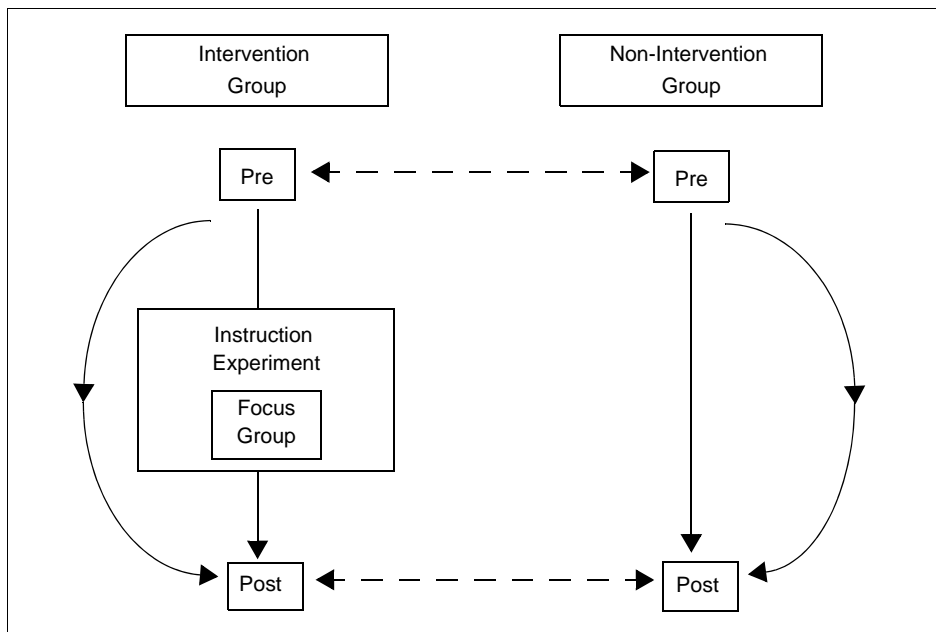 Intervention
Group
Non-Intervention
Group
Pre
Pre
Instruction
Experiment
Focus
Group
Post
Post